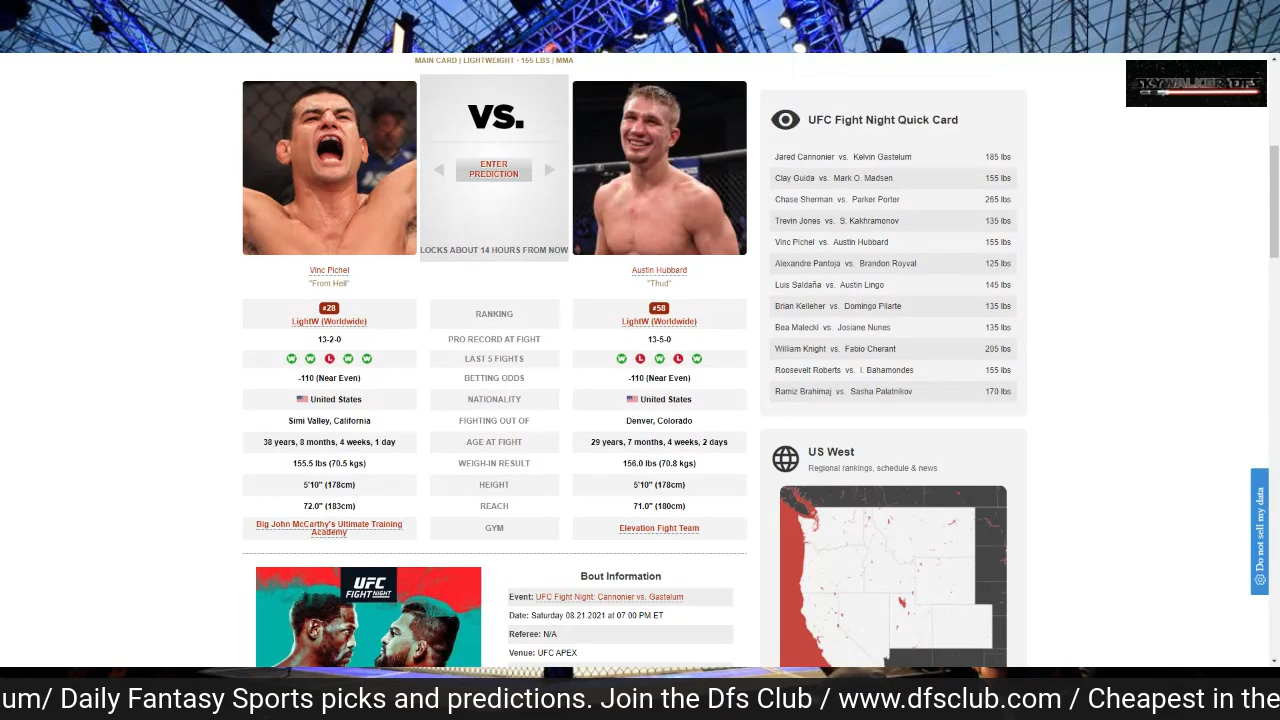 MAIN CARD | LIGHTWEIGHT · 155 LBS | MMA
VS.
ENTER
PREDICTION
LOCKS ABOUT 14 HOURS FROM NOW
Vinc Pichel
"From Hell"
Austin Hubbard
"Thud"
#28
LightW (Worldwide)
RANKING
#58
LightW (Worldwide)
13-2-0
PRO RECORD AT FIGHT
13-5-0
W W L W W
LAST 5 FIGHTS
W L W L W
-110 (Near Even)
BETTING ODDS
-110 (Near Even)
United States
NATIONALITY
United States
Simi Valley, California
FIGHTING OUT OF
Denver, Colorado
38 years, 8 months, 4 weeks, 1 day
AGE AT FIGHT
29 years, 7 months, 4 weeks, 2 days
155.5 lbs (70.5 kgs)
WEIGH-IN RESULT
156.0 lbs (70.8 kgs)
5'10" (178cm)
HEIGHT
5'10" (178cm)
72.0" (183cm)
REACH
71.0" (180cm)
Big John McCarthy's Ultimate Training
Academy
GYM
Elevation Fight Team
UFC
FIGHT NIGHT
Bout Information
Event: UFC Fight Night: Cannonier vs. Gastelum
Date: Saturday 08.21.2021 at 07:00 PM ET
Referee: N/A
Venue: UFC APEX
SKYWALKER DFS
UFC Fight Night Quick Card
Jared Cannonier vs. Kelvin Gastelum 185 lbs
Clay Guida vs. Mark O. Madsen 155 lbs
Chase Sherman vs. Parker Porter 265 lbs
Trevin Jones vs. S. Kakhramonov 135 lbs
Vinc Pichel vs. Austin Hubbard 155 lbs
Alexandre Pantoja vs. Brandon Royval 125 lbs
Luis Saldaña vs. Austin Lingo 145 lbs
Brian Kelleher vs. Domingo Pilarte 135 lbs
Bea Malecki vs. Josiane Nunes 135 lbs
William Knight vs. Fabio Cherant 205 lbs
Roosevelt Roberts vs. I. Bahamondes 155 lbs
Ramiz Brahimaj vs. Sasha Palatnikov 170 lbs
US West
Regional rankings, schedule & news
Do not sell my data
um/ Daily Fantasy Sports picks and predictions. Join the Dfs Club / www.dfsclub.com / Cheapest in the